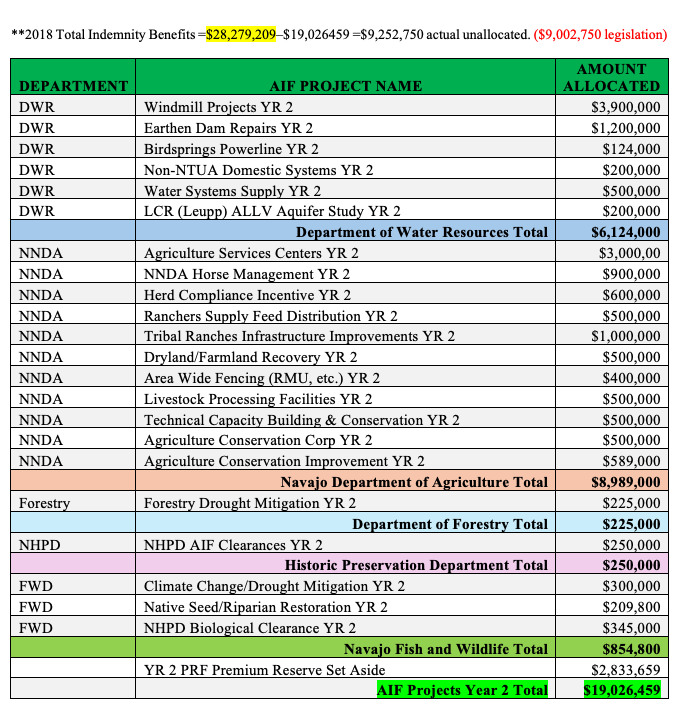 **2018 Total Indemnity Benefits =$28,279,209–$19,026459 =$9,252,750 actual unallocated. ($9,002,750 legislation)
DEPARTMENT AIF PROJECT NAME AMOUNT ALLOCATED
DWR Windmill Projects YR 2 $3,900,000
DWR Earthen Dam Repairs YR 2 $1,200,000
DWR Birdsprings Powerline YR 2 $124,000
DWR Non-NTUA Domestic Systems YR 2 $200,000
DWR Water Systems Supply YR 2 $500,000
DWR LCR (Leupp) ALLV Aquifer Study YR 2 $200,000
Department of Water Resources Total $6,124,000
NNDA Agriculture Services Centers YR 2 $3,000,00
NNDA NNDA Horse Management YR 2 $900,000
NNDA Herd Compliance Incentive YR 2 $600,000
NNDA Ranchers Supply Feed Distribution YR 2 $500,000
NNDA Tribal Ranches Infrastructure Improvements YR 2 $1,000,000
NNDA Dryland/Farmland Recovery YR 2 $500,000
NNDA Area Wide Fencing (RMU, etc.) YR 2 $400,000
NNDA Livestock Processing Facilities YR 2 $500,000
NNDA Technical Capacity Building & Conservation YR 2 $500,000
NNDA Agriculture Conservation Corp YR 2 $500,000
NNDA Agriculture Conservation Improvement YR 2 $589,000
Navajo Department of Agriculture Total $8,989,000
Forestry Forestry Drought Mitigation YR 2 $225,000
Department of Forestry Total $225,000
NHPD NHPD AIF Clearances YR 2 $250,000
Historic Preservation Department Total $250,000
FWD Climate Change/Drought Mitigation YR 2 $300,000
FWD Native Seed/Riparian Restoration YR 2 $209,800
FWD NHPD Biological Clearance YR 2 $345,000
Navajo Fish and Wildlife Total $854,800
YR 2 PRF Premium Reserve Set Aside $2,833,659
AIF Projects Year 2 Total $19,026,459